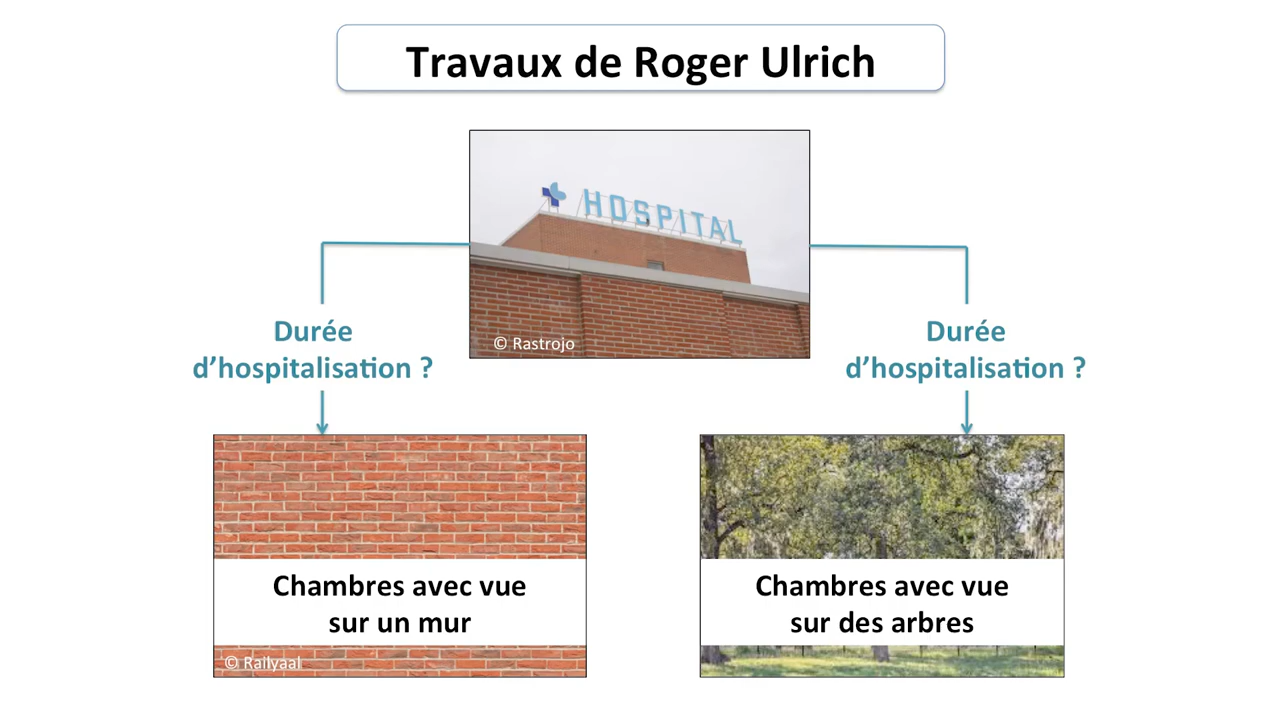 Travaux de Roger Ulrich
HOSPITAL
© Rastrojo
Durée
d’hospitalisation ?
Durée
d’hospitalisation ?
Chambres avec vue
sur un mur
© Railyaal
Chambres avec vue
sur des arbres